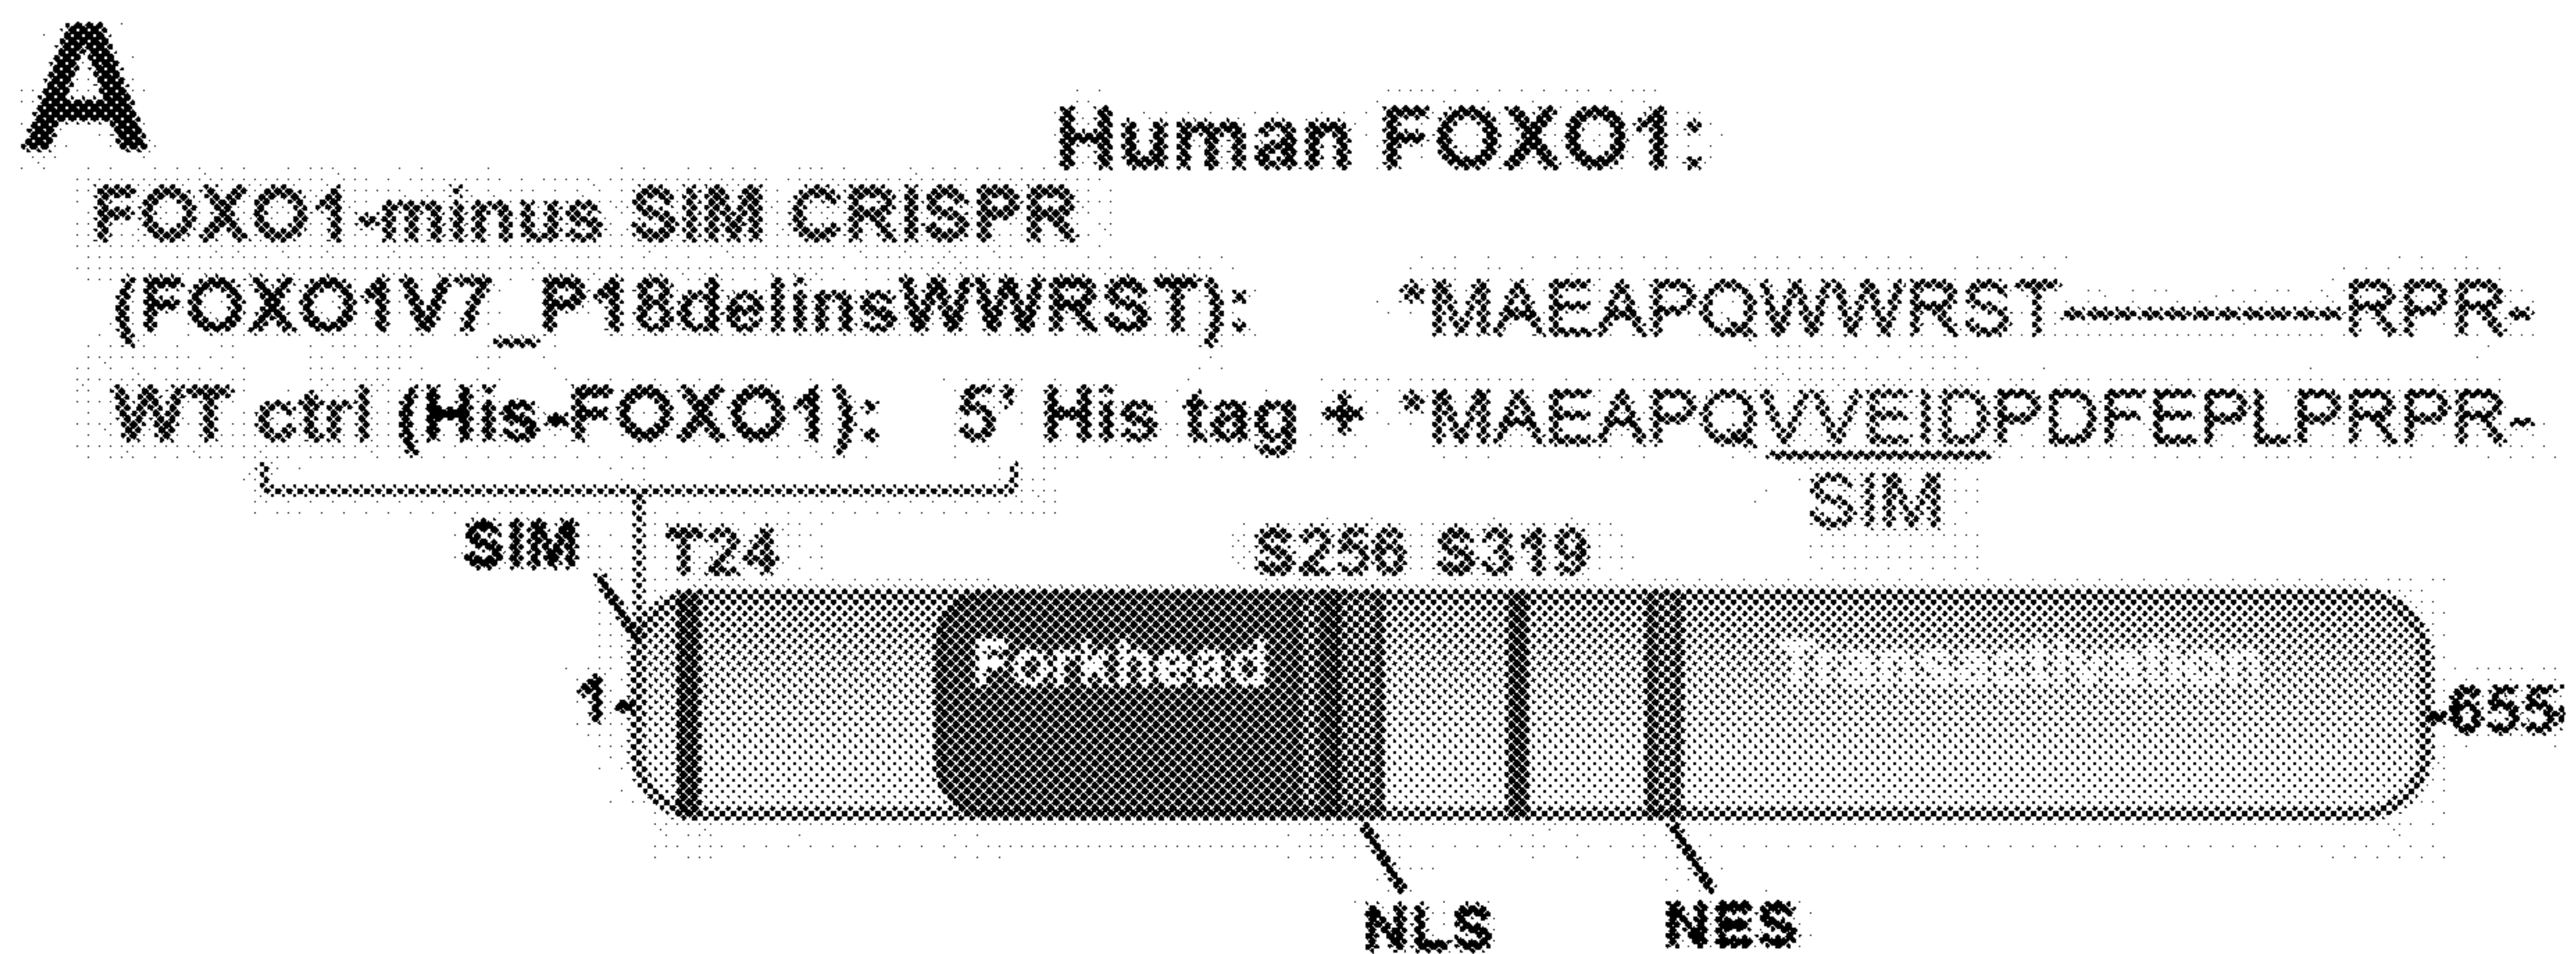 A
Human FOXO1:
FOXO1-minus SIM CRISPR
(FOXO1V7_P18delinsWWRST): *MAEAPQWWRST————RPR-
WT ctrl (His-FOXO1): 5' His tag + *MAEAPQVVEIDPDFEPLPRPR-
SIM
SIM T24 S256 S319
Forkhead
1- -655
NLS NES